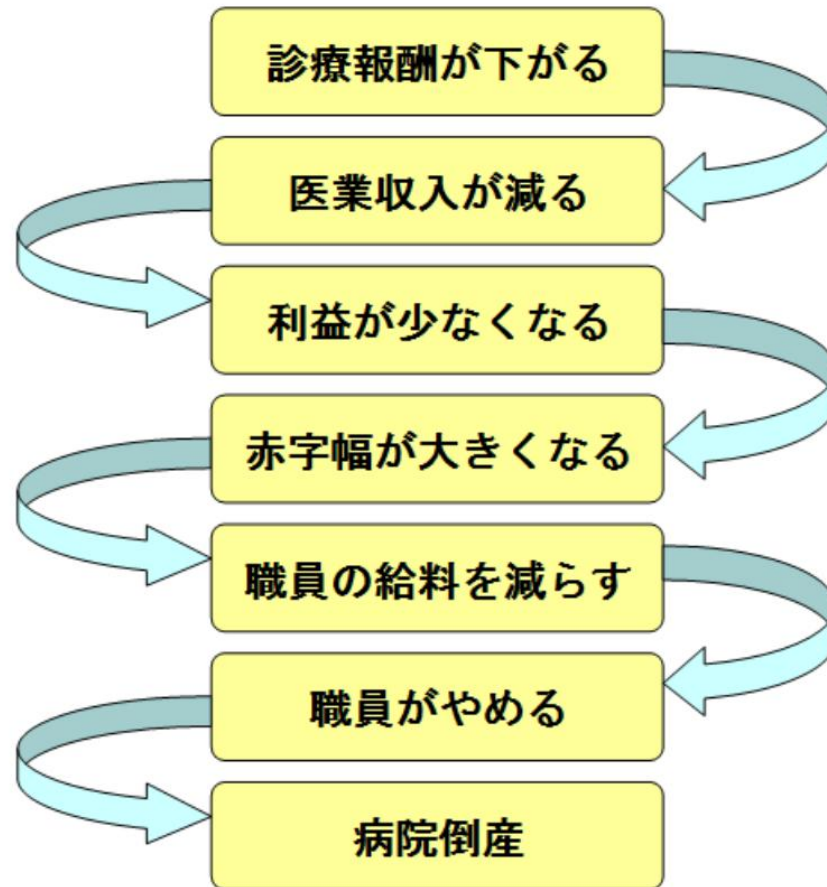 診療報酬が下がる
医業収入が減る
利益が少なくなる
赤字幅が大きくなる
職員の給料を減らす
職員がやめる
病院倒産